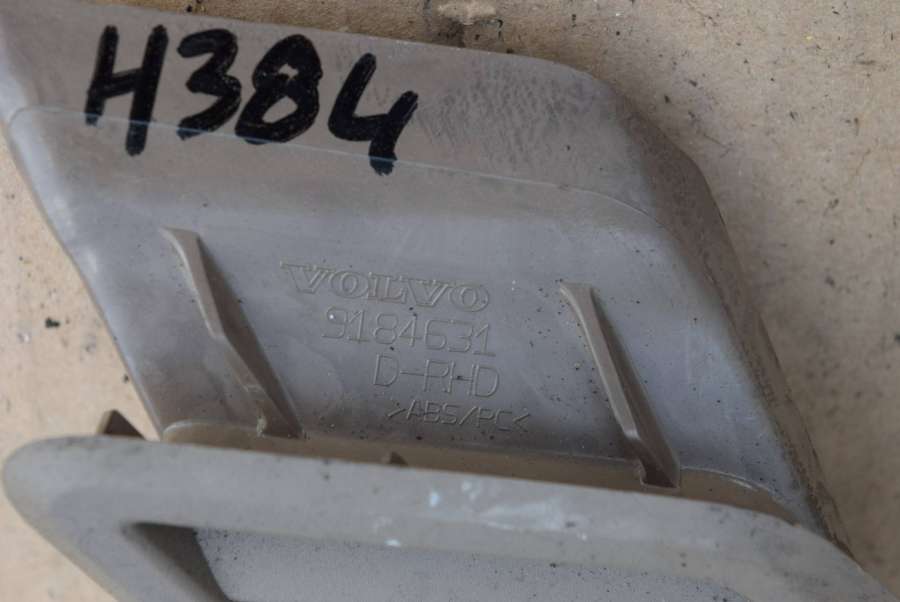 H384
VOLVO
9184631
D-RHD
>ABS/PC<